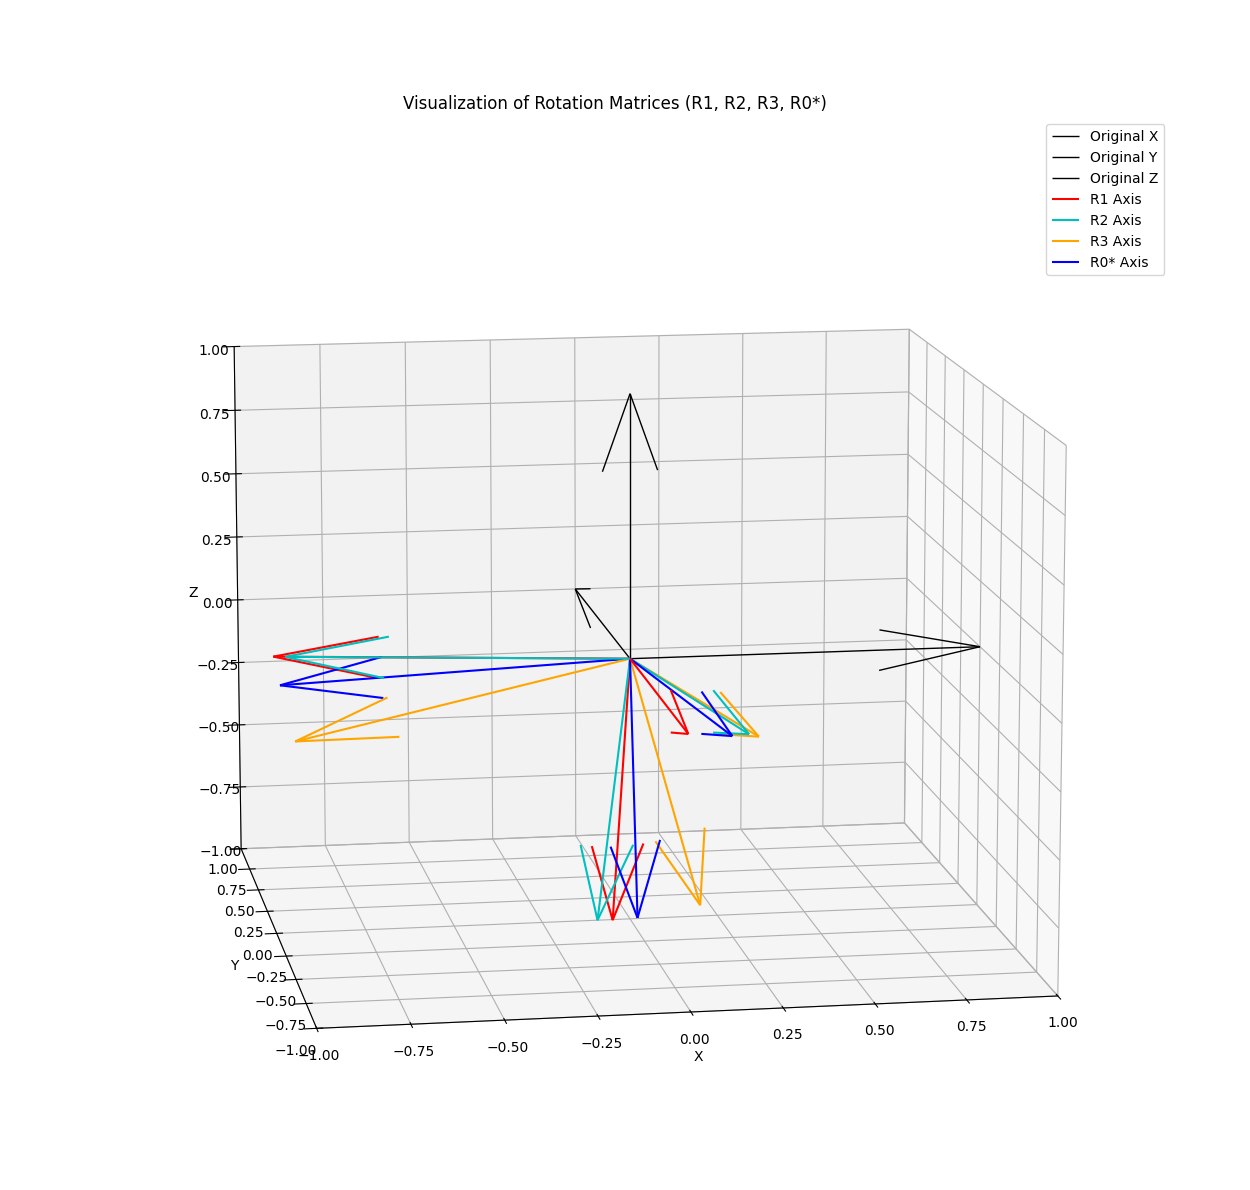 Visualization of Rotation Matrices (R1, R2, R3, R0*)
Original X
Original Y
Original Z
R1 Axis
R2 Axis
R3 Axis
R0* Axis
1.00
0.75
0.50
0.25
Z
0.00
−0.25
−0.50
−0.75
−1.00
1.00
0.75
0.50
0.25
0.00
Y
−0.25
−0.50
−0.75
−1.00
−1.00
−0.75
−0.50
−0.25
0.00
0.25
0.50
0.75
1.00
X